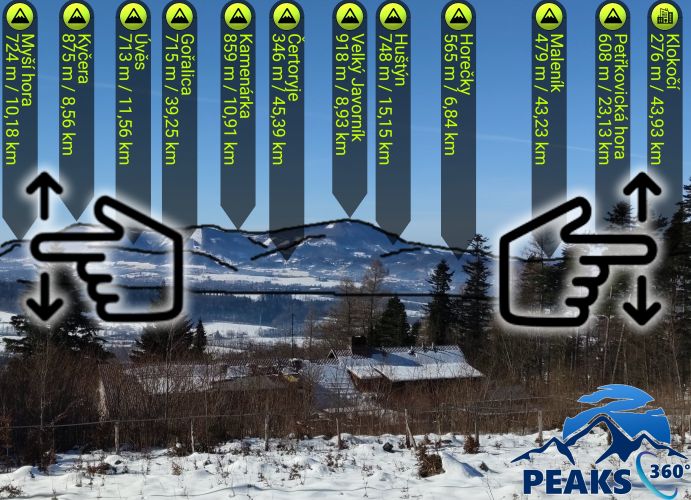 Myší hora
724 m / 10,18 km
Kyčera
875 m / 8,56 km
Úvěs
713 m / 11,56 km
Gořalica
715 m / 39,25 km
Kamenárka
859 m / 10,91 km
Čertoryje
346 m / 45,39 km
Velký Javorník
918 m / 8,93 km
Huštýn
748 m / 15,15 km
Horečky
565 m / 6,84 km
Maleník
479 m / 43,23 km
Petřkovická hora
608 m / 23,13 km
Klokočí
276 m / 43,93 km
PEAKS 360°